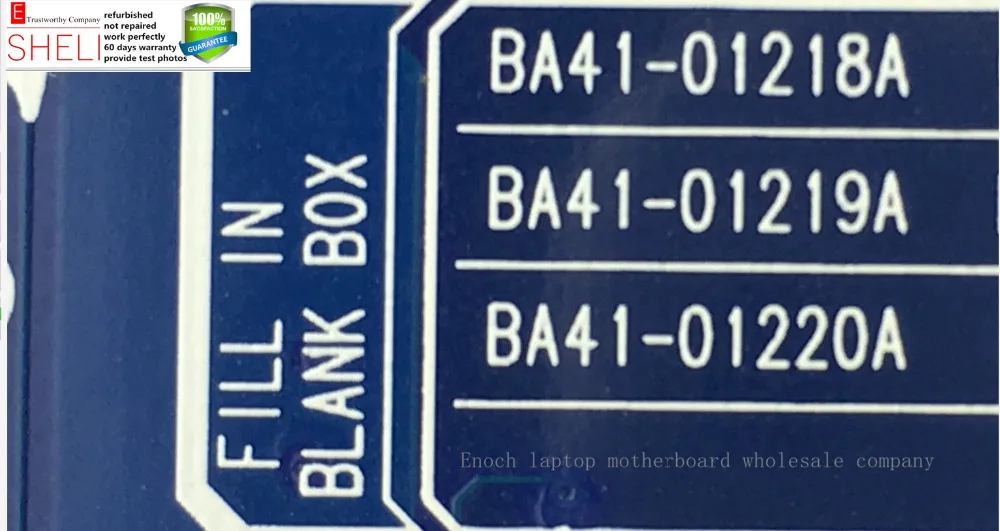 E Trustworthy Company
SHELI
refurbished
not repaired
work perfectly
60 days warranty
provide test photos
100%
SATISFACTION
GUARANTEE
FILL IN
BLANK BOX
BA41-01218A
BA41-01219A
BA41-01220A
Enoch laptop motherboard wholesale company